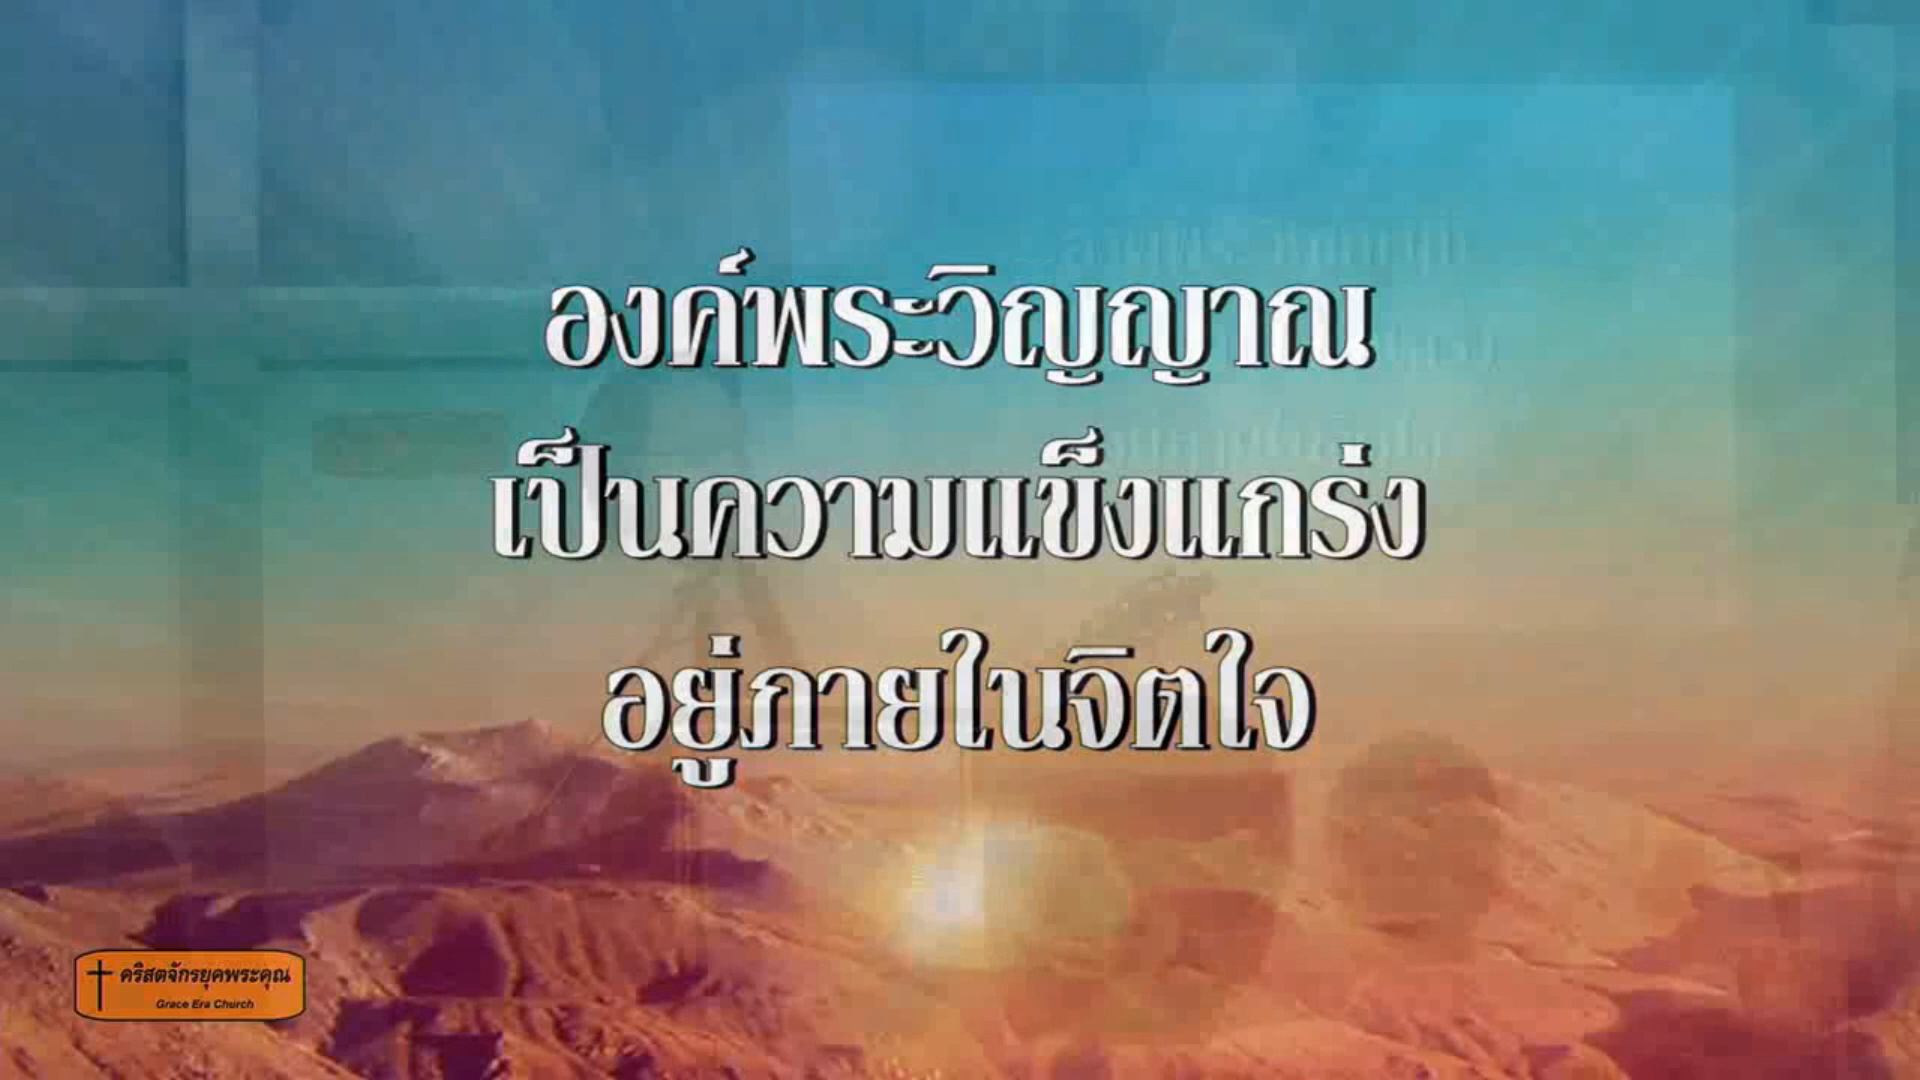 องค์พระวิญญาณ
เป็นความแข็งแกร่ง
อยู่ภายในจิตใจ
คริสตจักรยุคพระคุณ
Grace Era Church